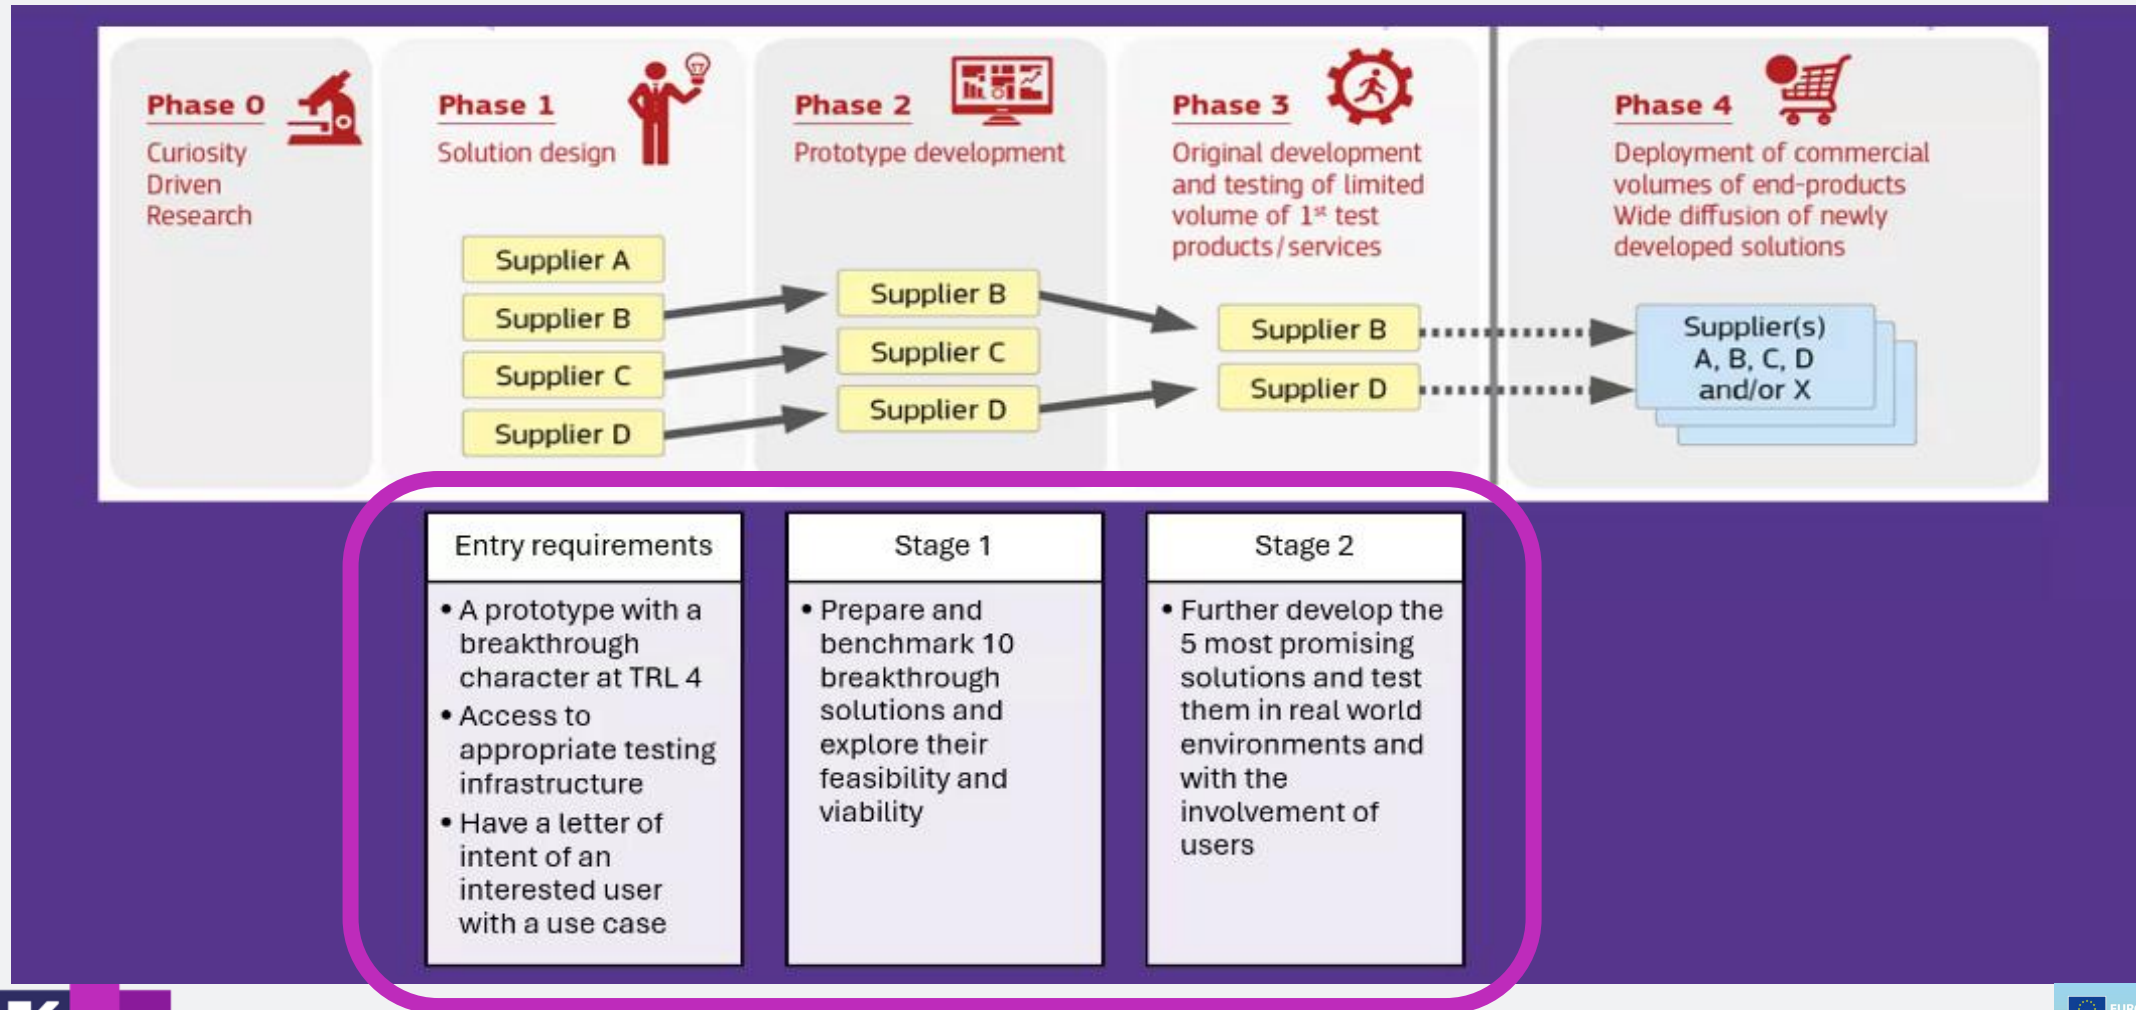 Phase 0
Curiosity
Driven
Research
Phase 1
Solution design
Supplier A
Supplier B
Supplier C
Supplier D
Phase 2
Prototype development
Supplier B
Supplier C
Supplier D
Phase 3
Original development
and testing of limited
volume of 1st test
products/services
Supplier B
Supplier D
Phase 4
Deployment of commercial
volumes of end-products
Wide diffusion of newly
developed solutions
Supplier(s)
A, B, C, D
and/or X
Entry requirements
• A prototype with a
breakthrough
character at TRL 4
• Access to
appropriate testing
infrastructure
• Have a letter of
intent of an
interested user
with a use case
Stage 1
• Prepare and
benchmark 10
breakthrough
solutions and
explore their
feasibility and
viability
Stage 2
• Further develop the
5 most promising
solutions and test
them in real world
environments and
with the
involvement of
users